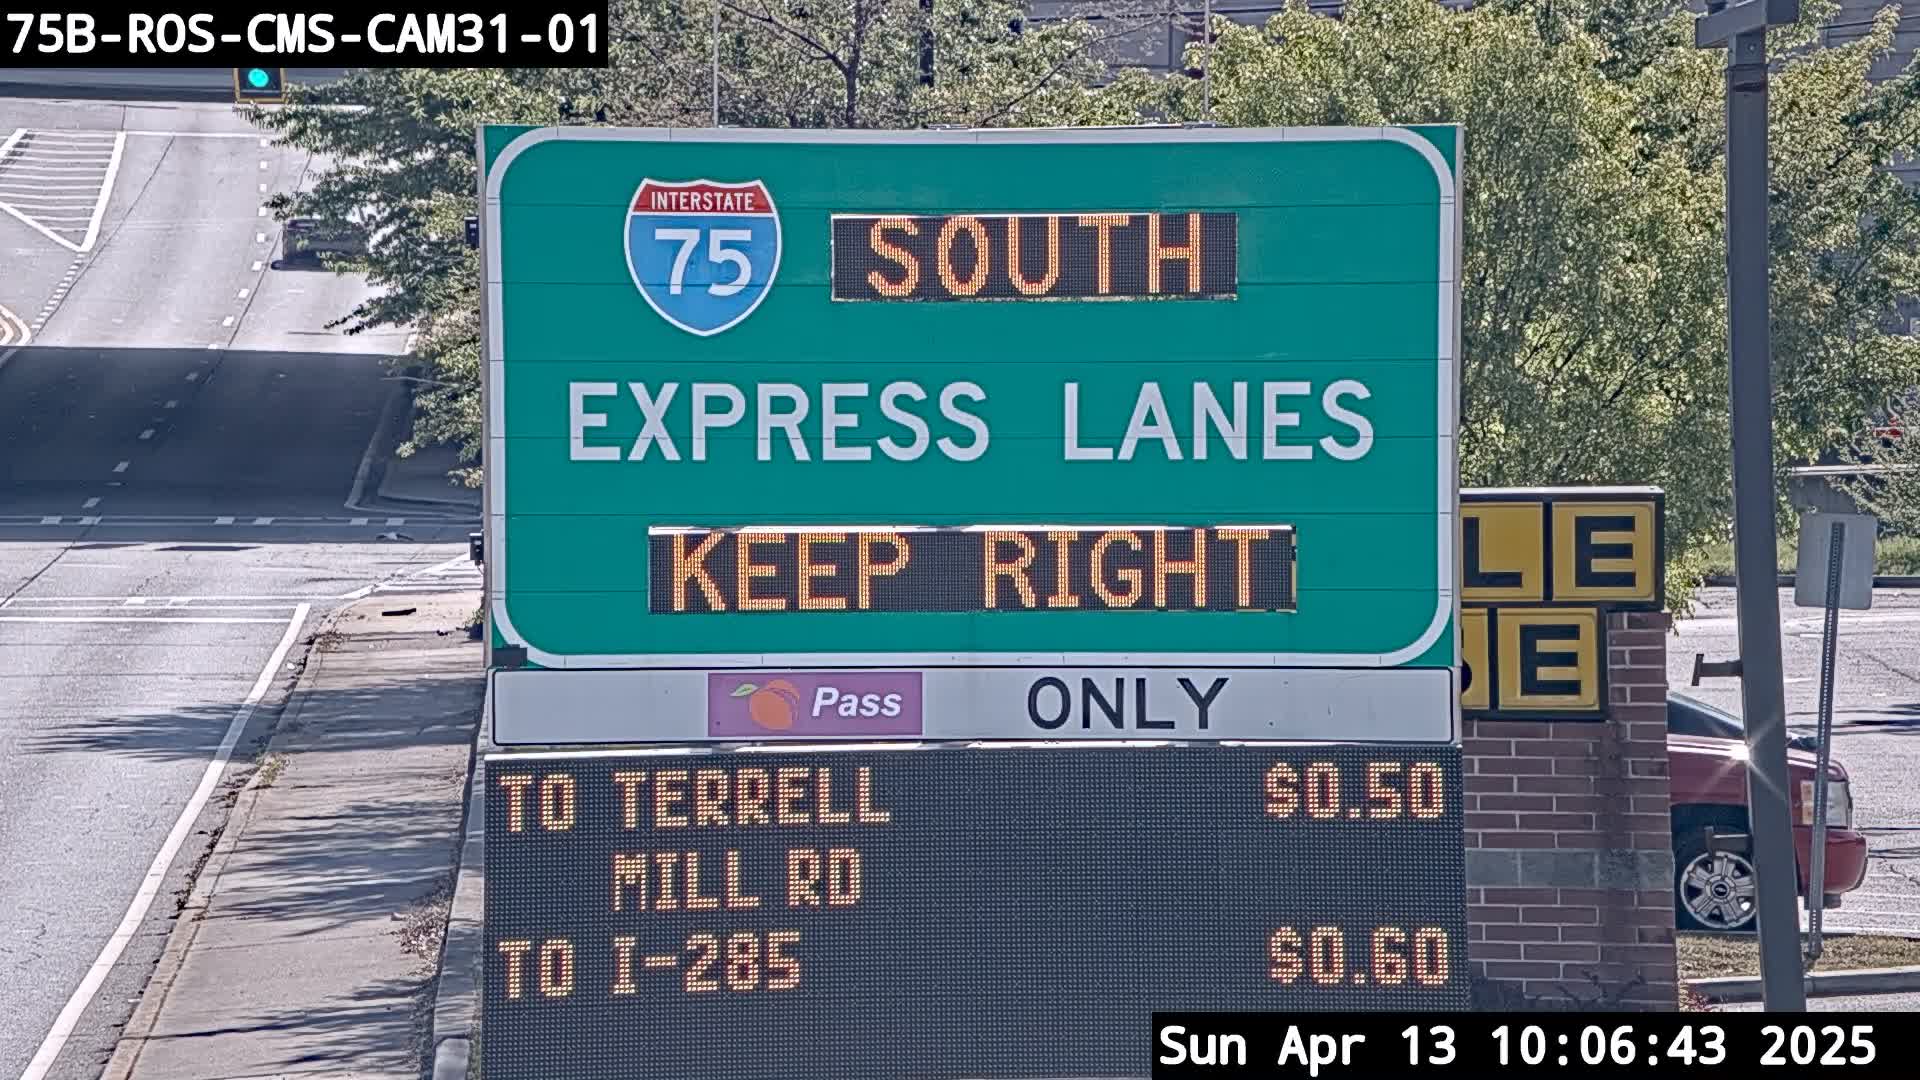 75B-ROS-CMS-CAM31-01
INTERSTATE
75
SOUTH
EXPRESS LANES
KEEP RIGHT
Pass ONLY
TO TERRELL $0.50
MILL RD
TO I-285 $0.60
LE
E
Sun Apr 13 10:06:43 2025